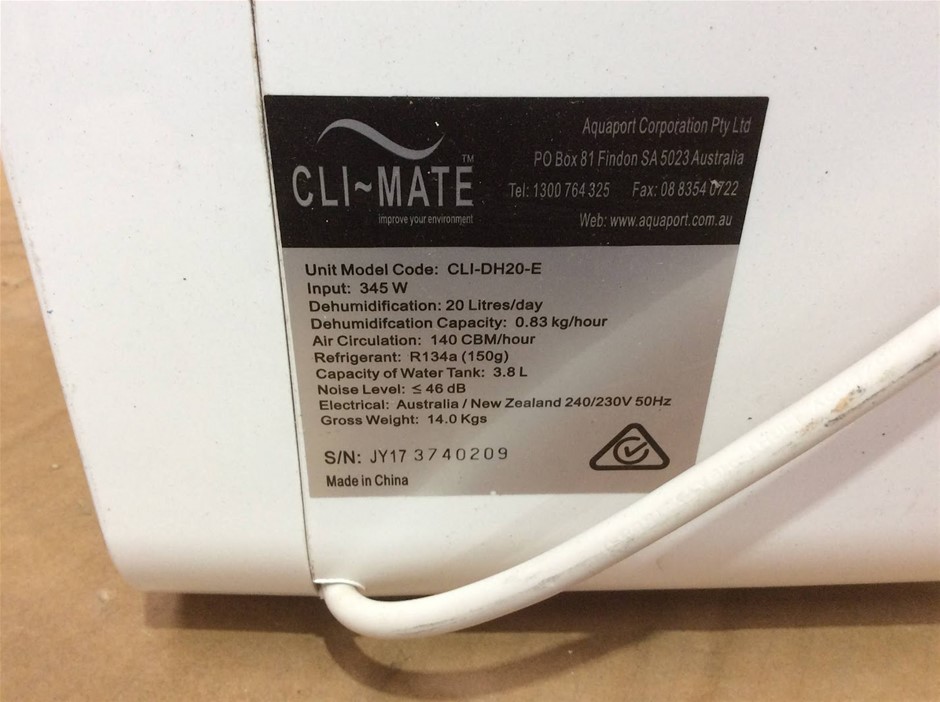 CLI~MATE™
improve your environment
Aquaport Corporation Pty Ltd
PO Box 81 Findon SA 5023 Australia
Tel: 1300 764 325 Fax: 08 8354 0722
Web: www.aquaport.com.au
Unit Model Code: CLI-DH20-E
Input: 345 W
Dehumidification: 20 Litres/day
Dehumidifcation Capacity: 0.83 kg/hour
Air Circulation: 140 CBM/hour
Refrigerant: R134a (150g)
Capacity of Water Tank: 3.8 L
Noise Level: ≤ 46 dB
Electrical: Australia / New Zealand 240/230V 50Hz
Gross Weight: 14.0 Kgs
S/N: JY17 3740209
Made in China